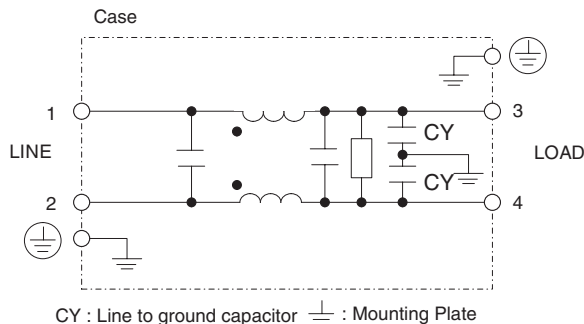 Case
1
3
LINE
CY
LOAD
CY
2
4
CY : Line to ground capacitor : Mounting Plate